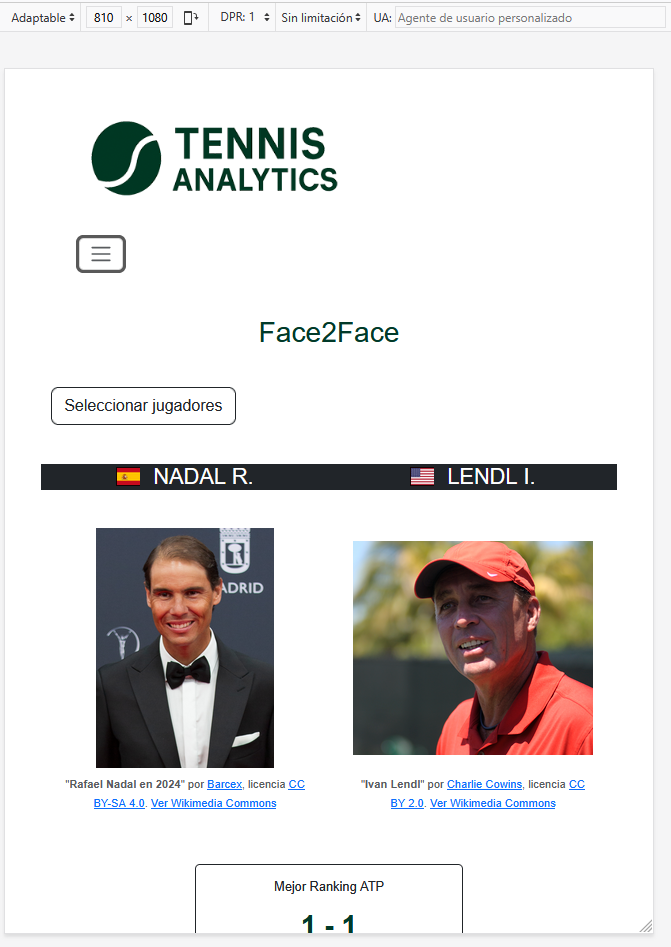 Adaptable 810 × 1080 DPR: 1 Sin limitación UA: Agente de usuario personalizado
TENNIS
ANALYTICS
Face2Face
Seleccionar jugadores
NADAL R. LENDL I.
ADRID
"Rafael Nadal en 2024" por Barcex, licencia CC
BY-SA 4.0. Ver Wikimedia Commons
"Ivan Lendl" por Charlie Cowins, licencia CC
BY 2.0. Ver Wikimedia Commons
Mejor Ranking ATP
1 - 1